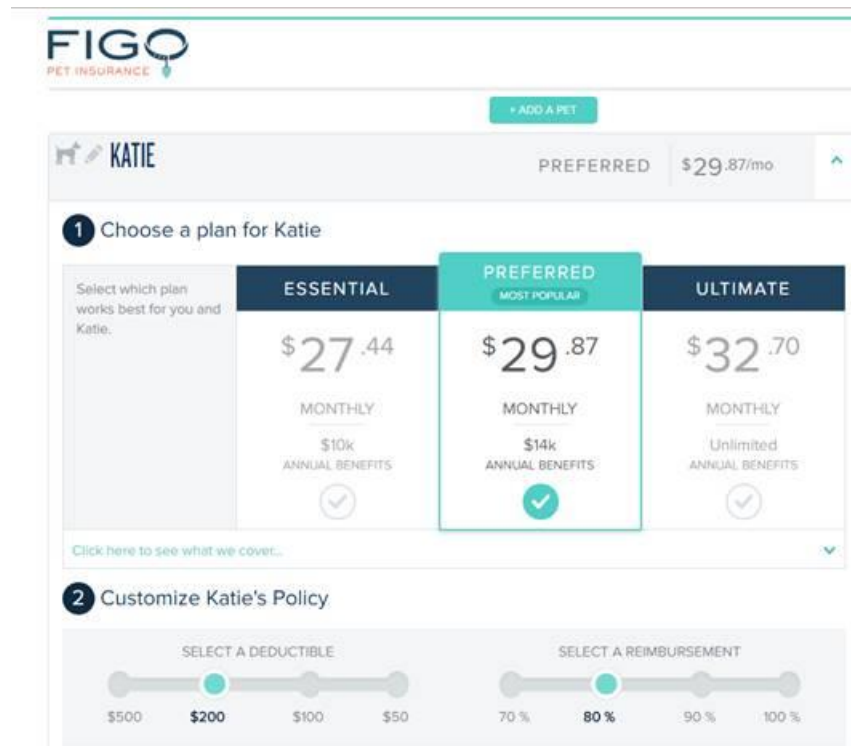 FIGO
PET INSURANCE
+ ADD A PET
KATIE
PREFERRED $29.87/mo
1 Choose a plan for Katie
Select which plan
works best for you and
Katie.
ESSENTIAL
$27.44
MONTHLY
$10k
ANNUAL BENEFITS
PREFERRED
MOST POPULAR
$29.87
MONTHLY
$14k
ANNUAL BENEFITS
ULTIMATE
$32.70
MONTHLY
Unlimited
ANNUAL BENEFITS
Click here to see what we cover...
2 Customize Katie's Policy
SELECT A DEDUCTIBLE
$500 $200 $100 $50
SELECT A REIMBURSEMENT
70 % 80 % 90 % 100 %